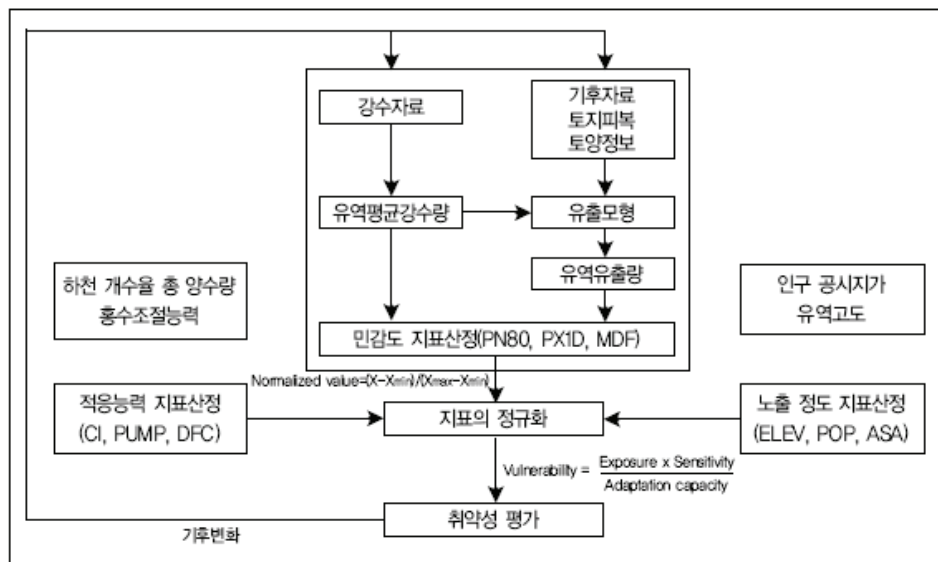 강수자료
기후자료
토지피복
토양정보
유역평균강수량
유출모형
유역유출량
하천 개수율 총 양수량
홍수조절능력
인구 공시지가
유역고도
민감도 지표산정(PN80, PX1D, MDF)
Normalized value=(X-Xmin)/(Xmax-Xmin)
적응능력 지표산정
(CI, PUMP, DFC)
지표의 정규화
노출 정도 지표산정
(ELEV, POP, ASA)
Vulnerability = Exposure x Sensitivity
Adaptation capacity
취약성 평가
기후변화